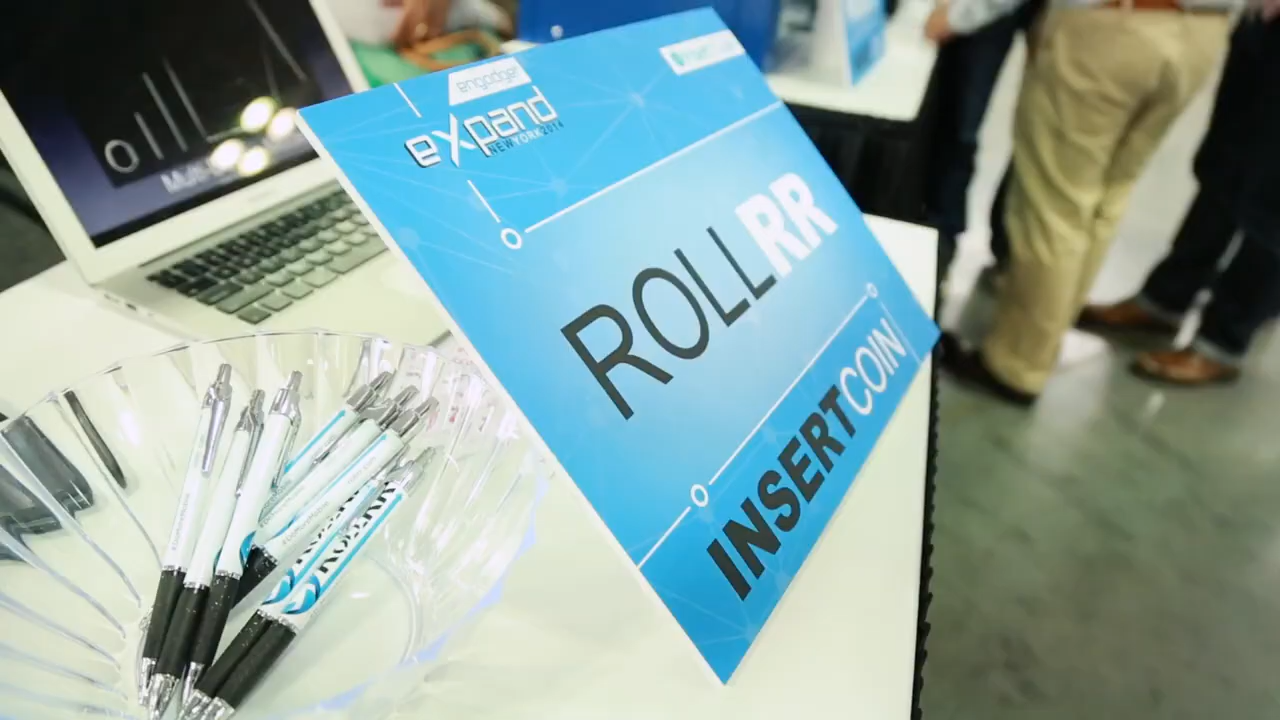 engadget
expand
NEW YORK 2014
ROLLRR
INSERTCOIN